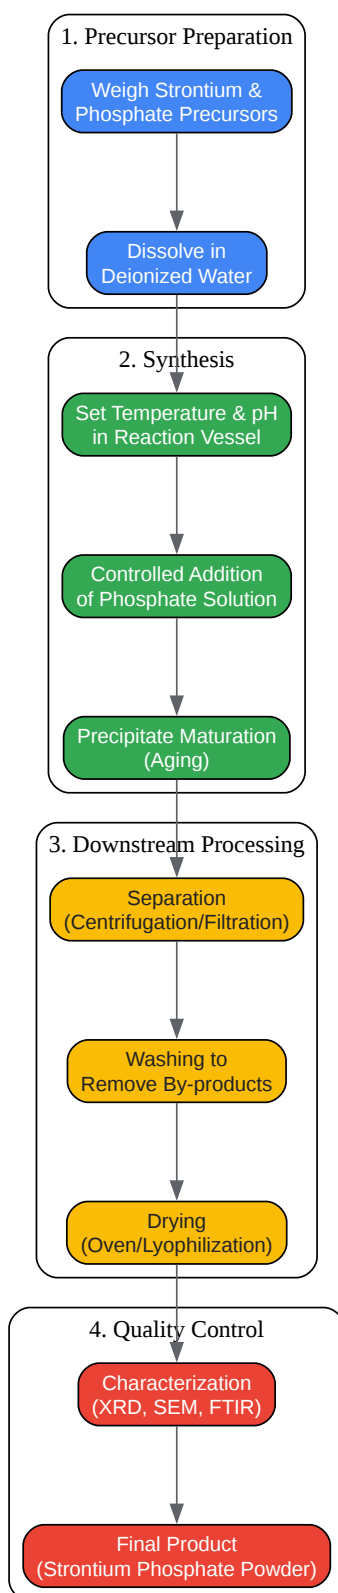 1. Precursor Preparation
Weigh Strontium &
Phosphate Precursors
Dissolve in
Deionized Water
2. Synthesis
Set Temperature & pH
in Reaction Vessel
Controlled Addition
of Phosphate Solution
Precipitate Maturation
(Aging)
3. Downstream Processing
Separation
(Centrifugation/Filtration)
Washing to
Remove By-products
Drying
(Oven/Lyophilization)
4. Quality Control
Characterization
(XRD, SEM, FTIR)
Final Product
(Strontium Phosphate Powder)